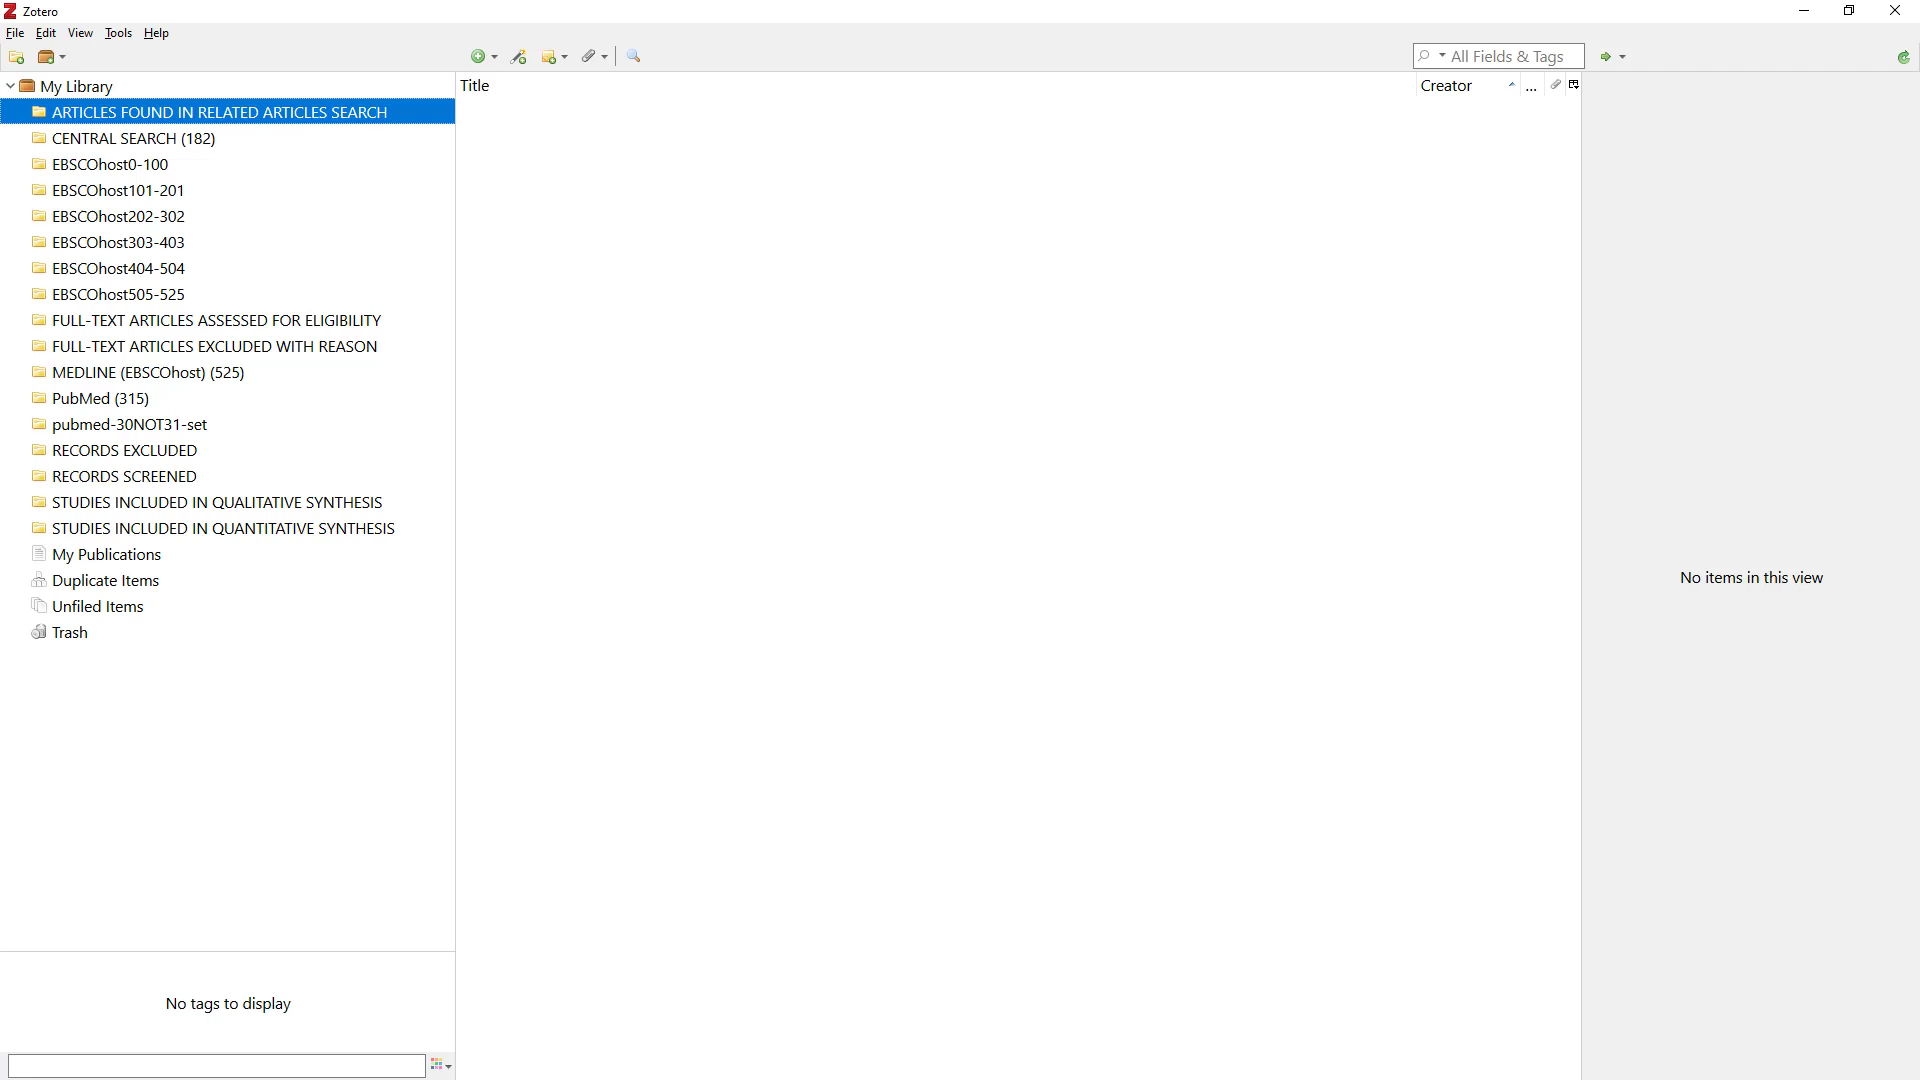 Zotero
File Edit View Tools Help
All Fields & Tags
My Library
ARTICLES FOUND IN RELATED ARTICLES SEARCH
CENTRAL SEARCH (182)
EBSCOhost0-100
EBSCOhost101-201
EBSCOhost202-302
EBSCOhost303-403
EBSCOhost404-504
EBSCOhost505-525
FULL-TEXT ARTICLES ASSESSED FOR ELIGIBILITY
FULL-TEXT ARTICLES EXCLUDED WITH REASON
MEDLINE (EBSCOhost) (525)
PubMed (315)
pubmed-30NOT31-set
RECORDS EXCLUDED
RECORDS SCREENED
STUDIES INCLUDED IN QUALITATIVE SYNTHESIS
STUDIES INCLUDED IN QUANTITATIVE SYNTHESIS
My Publications
Duplicate Items
Unfiled Items
Trash
No tags to display
Title Creator ...
No items in this view